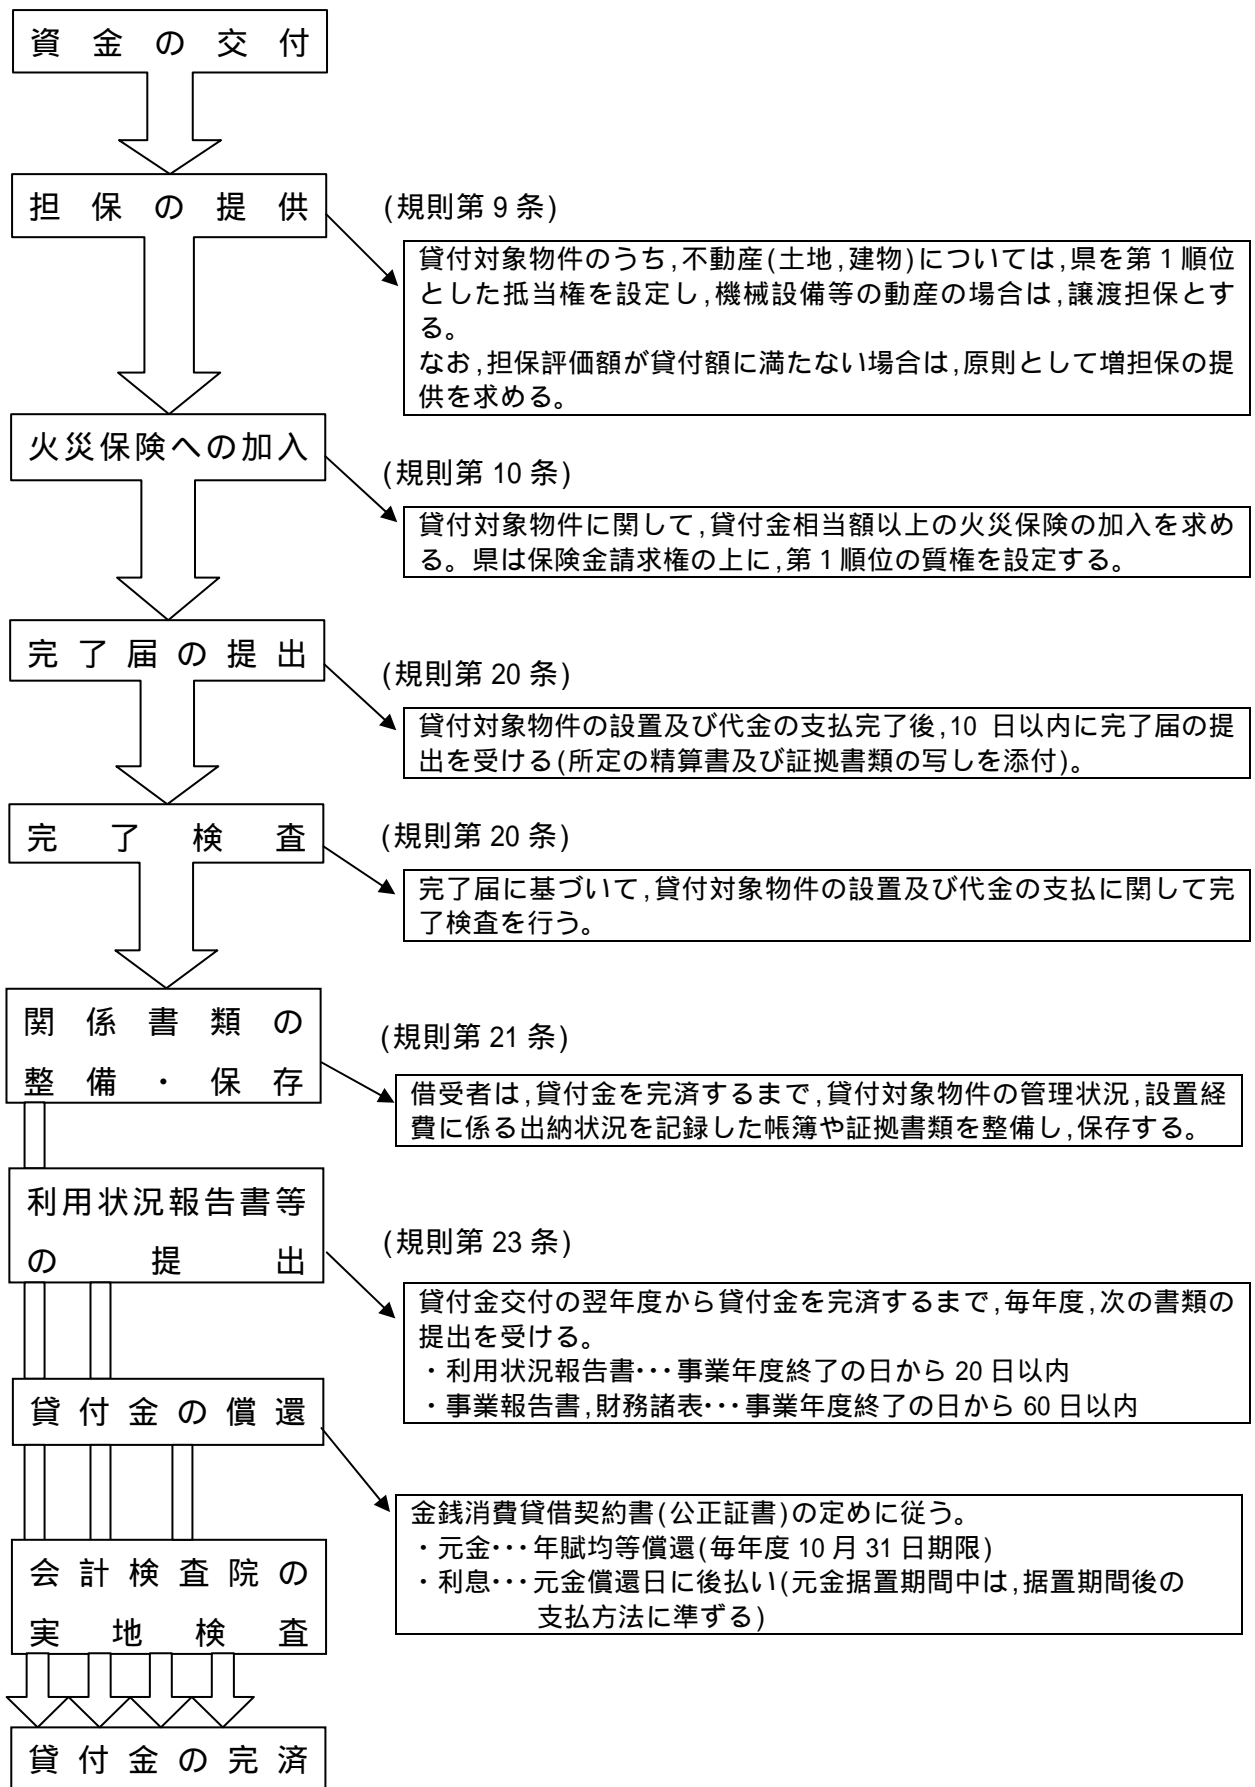 資金の交付
担保の提供
(規則第 9 条)
貸付対象物件のうち,不動産(土地,建物)については,県を第 1 順位
とした抵当権を設定し,機械設備等の動産の場合は,譲渡担保とす
る。
なお,担保評価額が貸付額に満たない場合は,原則として増担保の提
供を求める。
火災保険への加入
(規則第 10 条)
貸付対象物件に関して,貸付金相当額以上の火災保険の加入を求め
る。県は保険金請求権の上に,第 1 順位の質権を設定する。
完了届の提出
(規則第 20 条)
貸付対象物件の設置及び代金の支払完了後,10 日以内に完了届の提
出を受ける(所定の精算書及び証拠書類の写しを添付)。
完了検査
(規則第 20 条)
完了届に基づいて,貸付対象物件の設置及び代金の支払に関して完
了検査を行う。
関係書類の
整備・保存
(規則第 21 条)
借受者は,貸付金を完済するまで,貸付対象物件の管理状況,設置経
費に係る出納状況を記録した帳簿や証拠書類を整備し,保存する。
利用状況報告書等
の提出
(規則第 23 条)
貸付金交付の翌年度から貸付金を完済するまで,毎年度,次の書類の
提出を受ける。
・利用状況報告書・・・事業年度終了の日から 20 日以内
・事業報告書,財務諸表・・・事業年度終了の日から 60 日以内
貸付金の償還
金銭消費貸借契約書(公正証書)の定めに従う。
・元金・・・年賦均等償還(毎年度 10 月 31 日期限)
・利息・・・元金償還日に後払い(元金据置期間中は,据置期間後の
支払方法に準ずる)
会計検査院の
実地検査
貸付金の完済